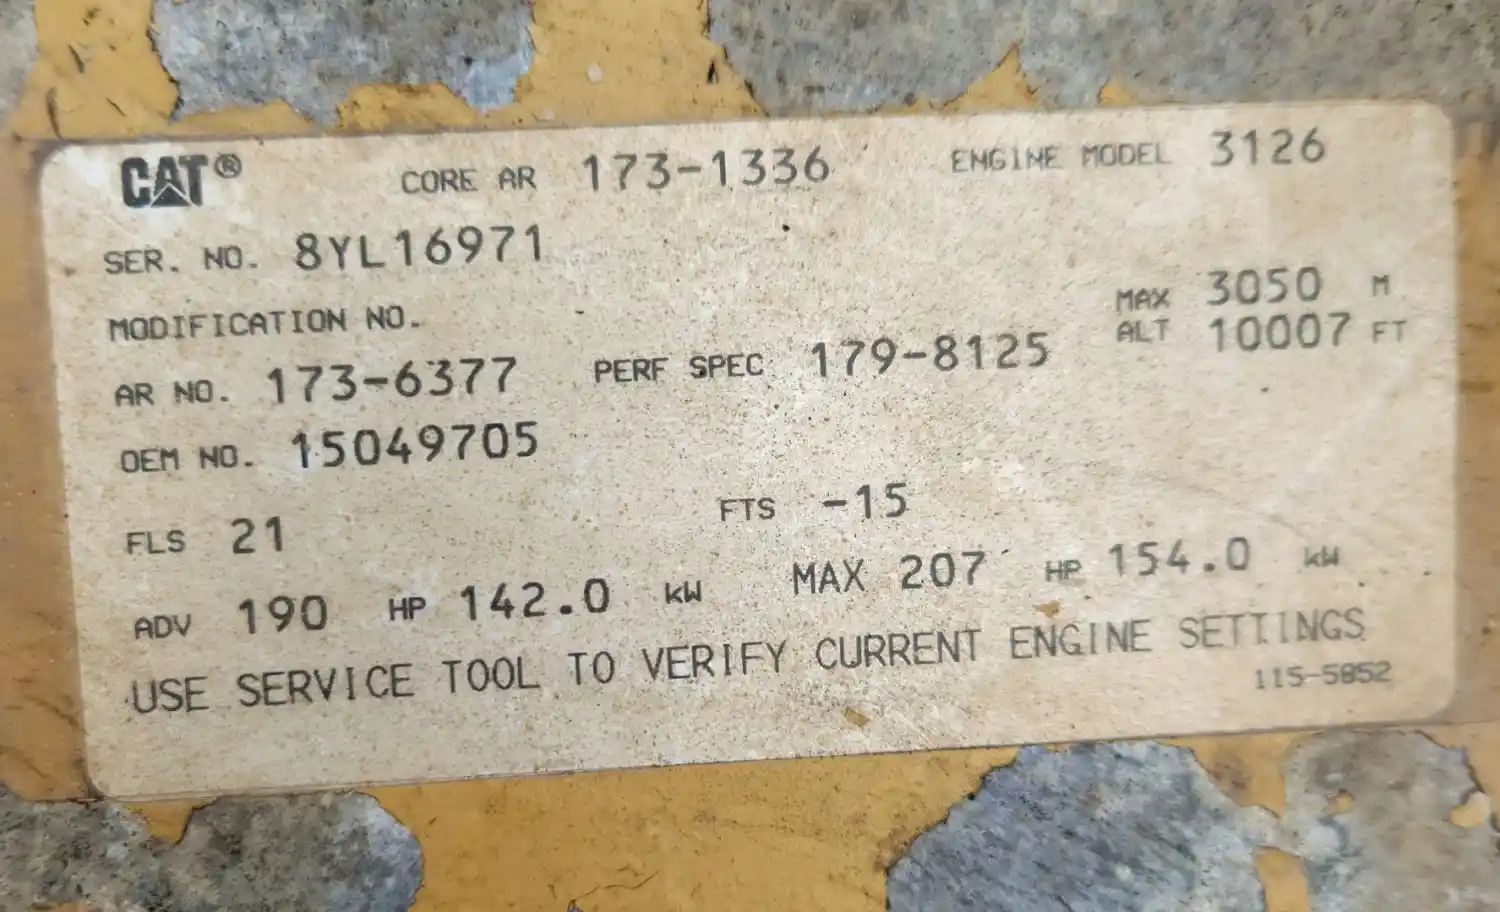 CAT® CORE AR 173-1336 ENGINE MODEL 3126
SER. NO. 8YL16971
MODIFICATION NO.
MAX ALT 3050 M
10007 FT
AR NO. 173-6377 PERF SPEC 179-8125
OEM NO. 15049705
FLS 21 FTS -15
ADV 190 HP 142.0 kW MAX 207 HP 154.0 kW
USE SERVICE TOOL TO VERIFY CURRENT ENGINE SETTINGS
115-5852